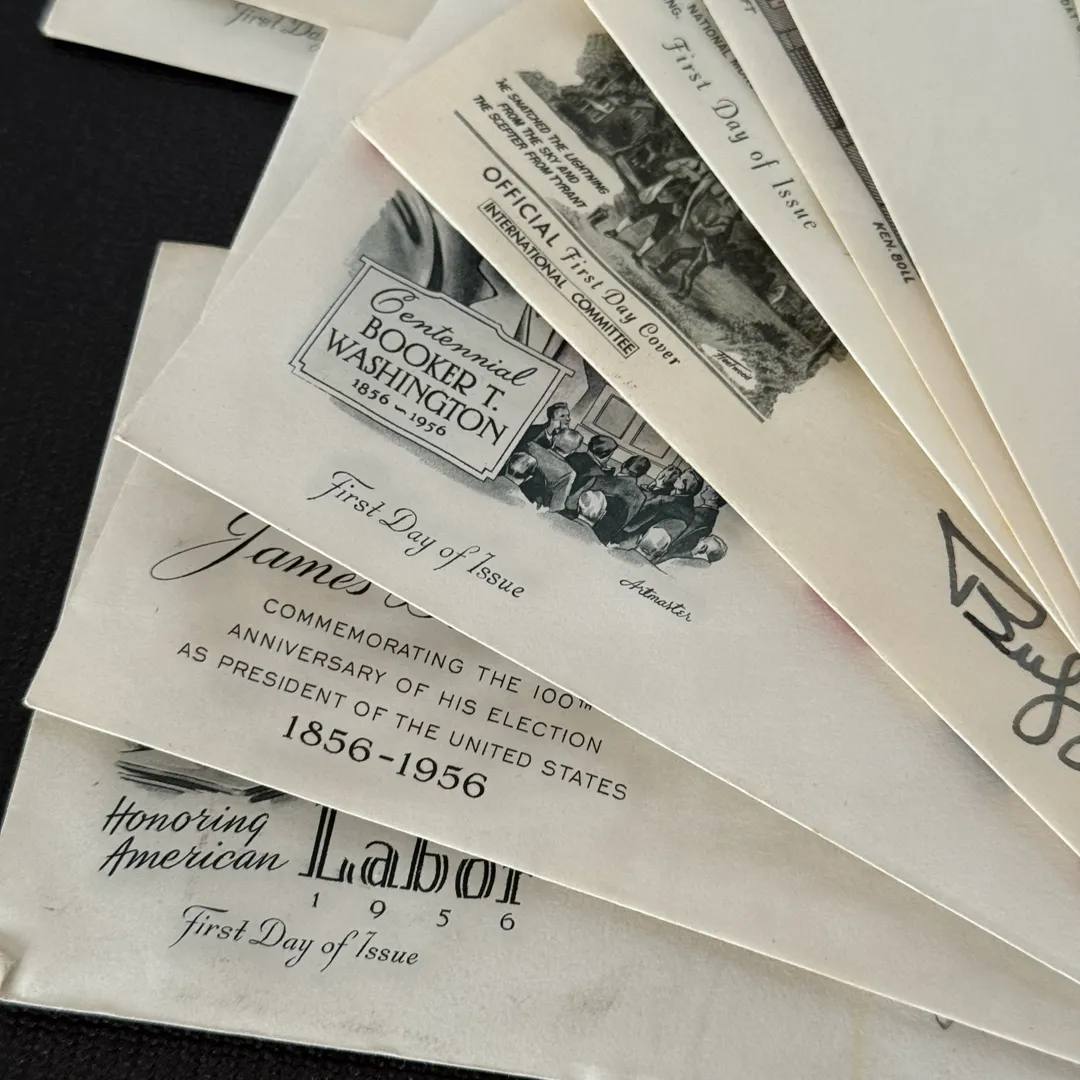 First Da
HE SNATCHED THE LIGHTNING
FROM THE SKY AND
THE SCEPTER FROM TYRANT
OFFICIAL First Day Cover
INTERNATIONAL COMMITTEE
Fleetwood
NATIONAL
First Day of Issue
KEN. BOLL
Centennial
BOOKER T.
WASHINGTON
1856 ~ 1956
First Day of Issue
Artmaster
James
COMMEMORATING THE 100TH
ANNIVERSARY OF HIS ELECTION
AS PRESIDENT OF THE UNITED STATES
1856-1956
Honoring
American Labor
1956
First Day of Issue